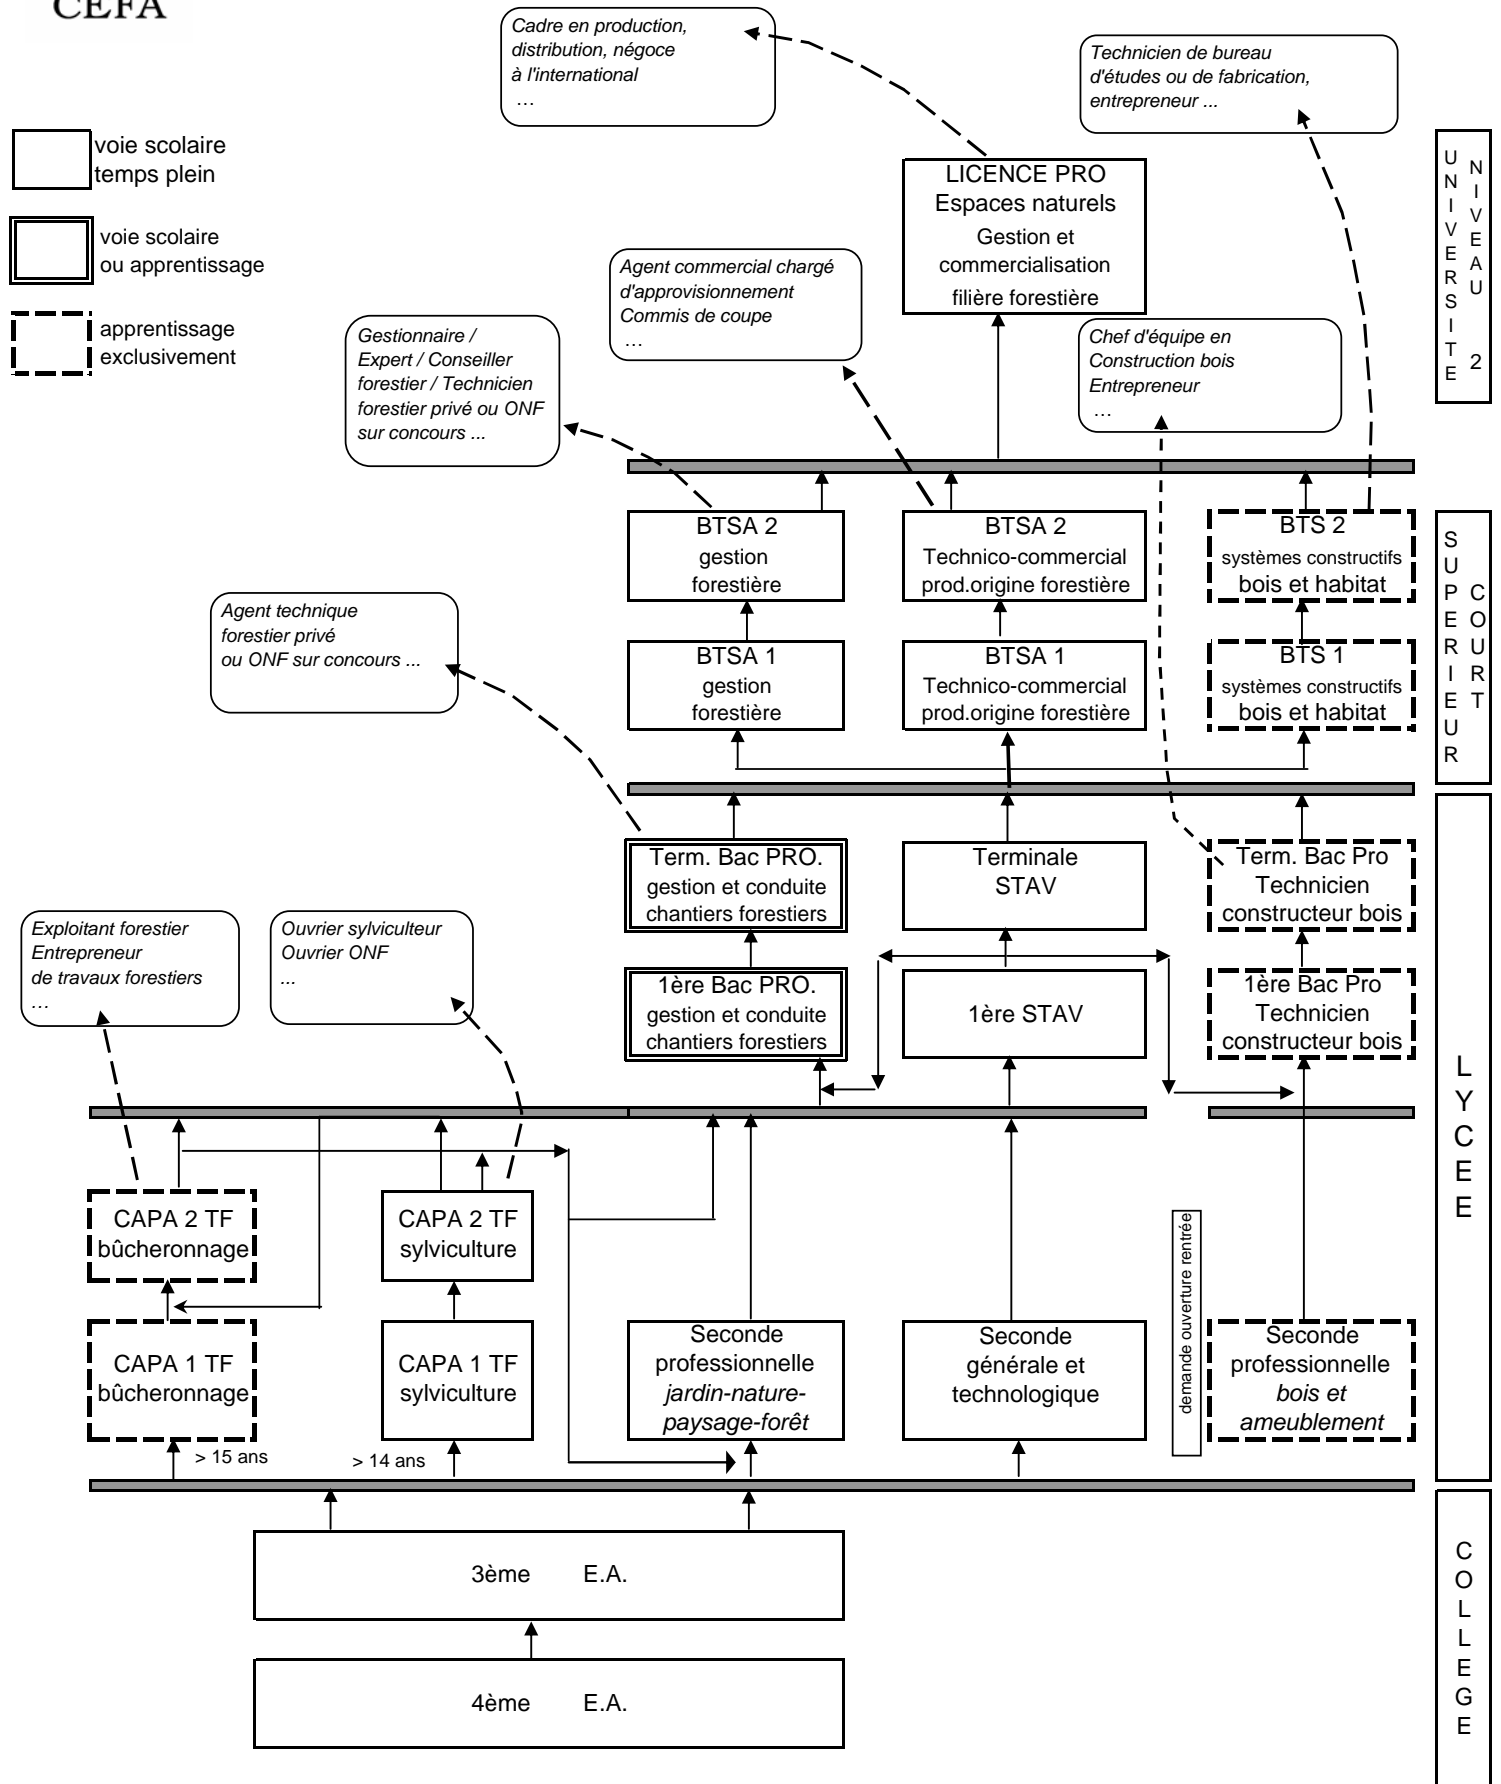 CEFA
Cadre en production,
distribution, négoce
à l'international
…
Technicien de bureau
d'études ou de fabrication,
entrepreneur ...
voie scolaire
temps plein
voie scolaire
ou apprentissage
apprentissage
exclusivement
LICENCE PRO
Espaces naturels
Gestion et
commercialisation
filière forestière
UNIVERSITE
NIVEAU 2
Agent commercial chargé
d'approvisionnement
Commis de coupe
…
Gestionnaire /
Expert / Conseiller
forestier / Technicien
forestier privé ou ONF
sur concours ...
Chef d'équipe en
Construction bois
Entrepreneur
…
BTSA 2
gestion
forestière
BTSA 2
Technico-commercial
prod.origine forestière
BTS 2
systèmes constructifs
bois et habitat
SUPERIEUR
COURT
Agent technique
forestier privé
ou ONF sur concours ...
BTSA 1
gestion
forestière
BTSA 1
Technico-commercial
prod.origine forestière
BTS 1
systèmes constructifs
bois et habitat
Term. Bac PRO.
gestion et conduite
chantiers forestiers
Terminale
STAV
Term. Bac Pro
Technicien
constructeur bois
Exploitant forestier
Entrepreneur
de travaux forestiers
…
Ouvrier sylviculteur
Ouvrier ONF
...
1ère Bac PRO.
gestion et conduite
chantiers forestiers
1ère STAV
1ère Bac Pro
Technicien
constructeur bois
LYCEE
CAPA 2 TF
bûcheronnage
CAPA 2 TF
sylviculture
demande ouverture rentrée
CAPA 1 TF
bûcheronnage
CAPA 1 TF
sylviculture
Seconde
professionnelle
jardin-nature-
paysage-forêt
Seconde
générale et
technologique
Seconde
professionnelle
bois et
ameublement
> 15 ans
> 14 ans
3ème E.A.
4ème E.A.
COLLEGE